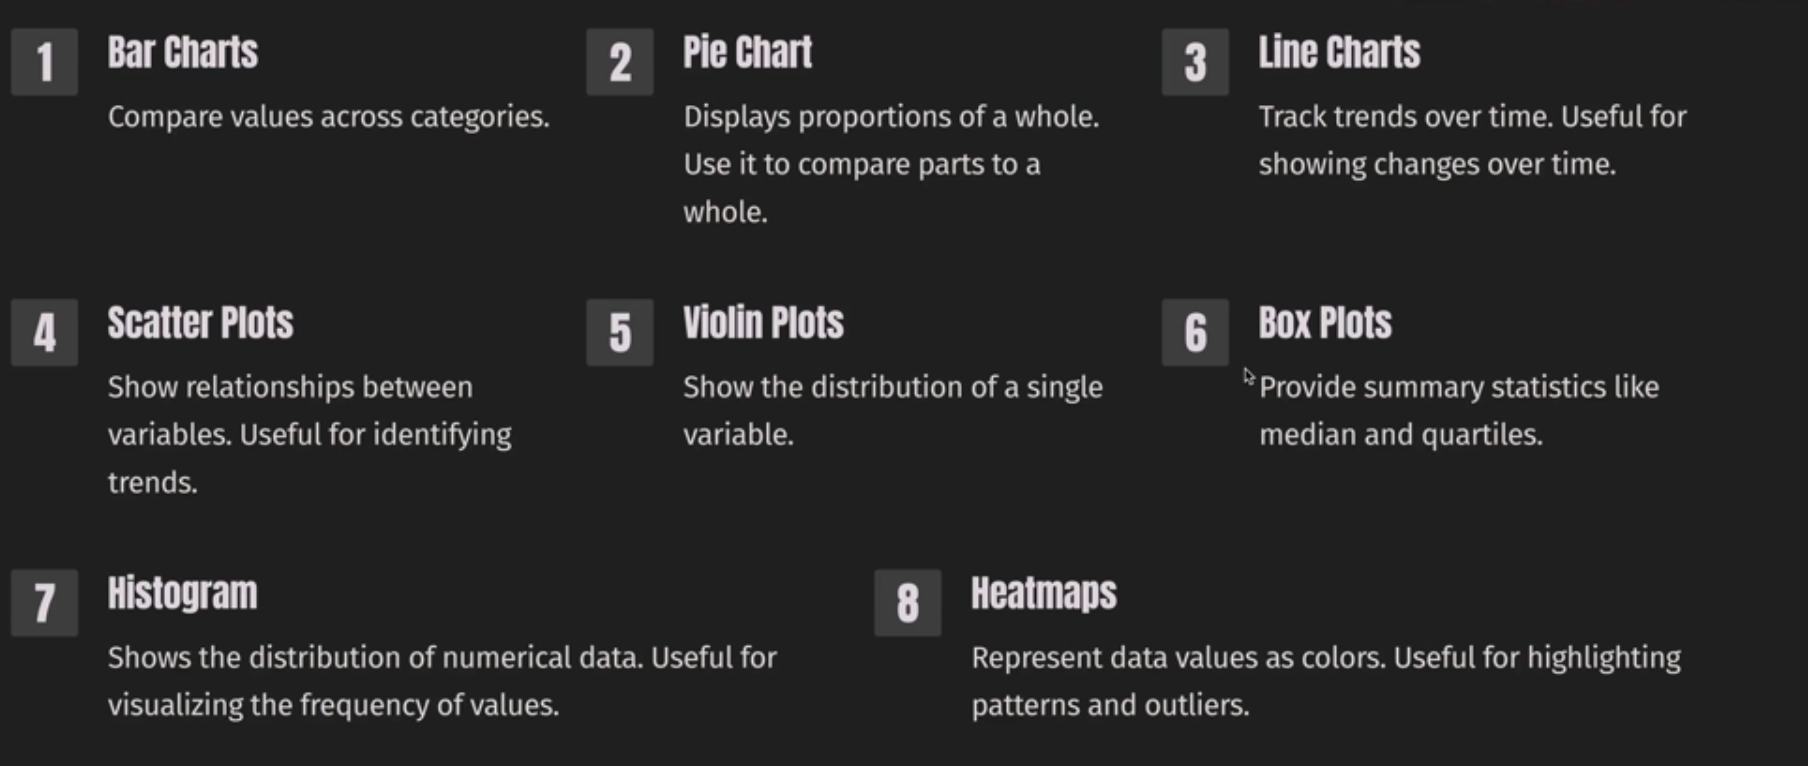 1
Bar Charts
Compare values across categories.
2
Pie Chart
Displays proportions of a whole.
Use it to compare parts to a
whole.
3
Line Charts
Track trends over time. Useful for
showing changes over time.
4
Scatter Plots
Show relationships between
variables. Useful for identifying
trends.
5
Violin Plots
Show the distribution of a single
variable.
6
Box Plots
Provide summary statistics like
median and quartiles.
7
Histogram
Shows the distribution of numerical data. Useful for
visualizing the frequency of values.
8
Heatmaps
Represent data values as colors. Useful for highlighting
patterns and outliers.